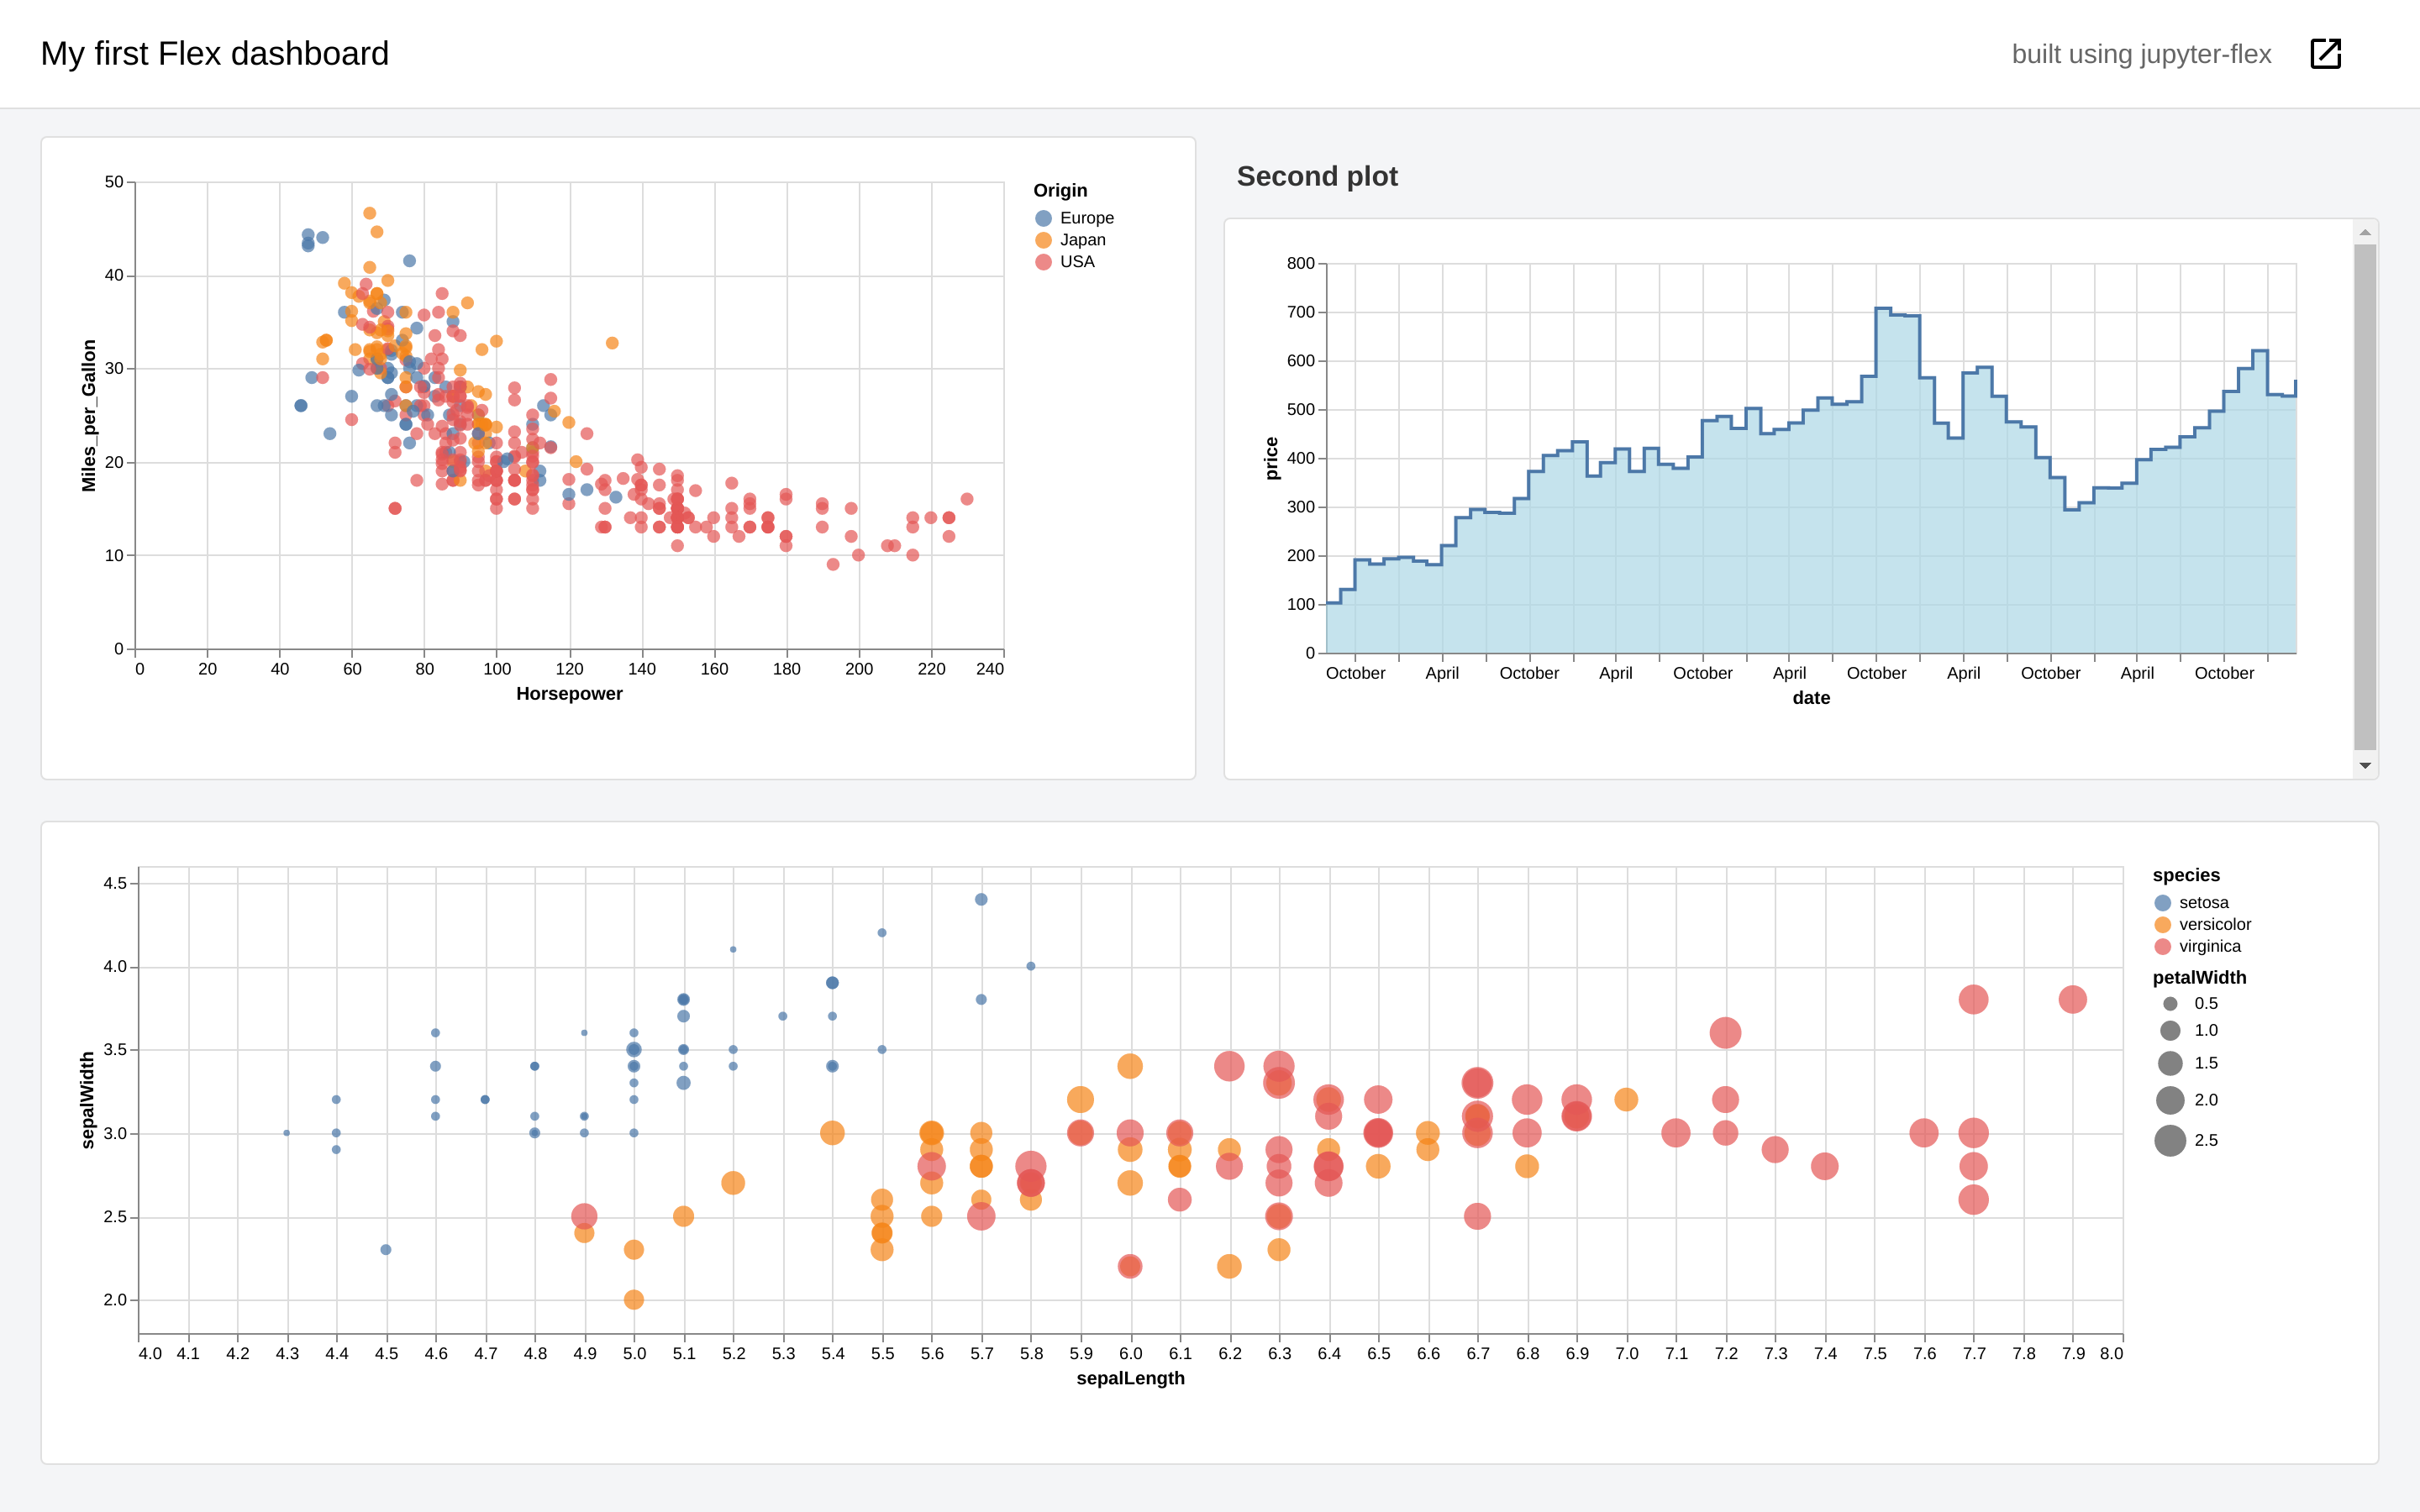 My first Flex dashboard
built using jupyter-flex
50
40
30
20
10
0
Miles_per_Gallon
0 20 40 60 80 100 120 140 160 180 200 220 240
Horsepower
Origin
Europe
Japan
USA
Second plot
800
700
600
500
400
300
200
100
0
price
October April October April October April October April October April October
date
4.5
4.0
3.5
3.0
2.5
2.0
sepalWidth
4.0 4.1 4.2 4.3 4.4 4.5 4.6 4.7 4.8 4.9 5.0 5.1 5.2 5.3 5.4 5.5 5.6 5.7 5.8 5.9 6.0 6.1 6.2 6.3 6.4 6.5 6.6 6.7 6.8 6.9 7.0 7.1 7.2 7.3 7.4 7.5 7.6 7.7 7.8 7.9 8.0
sepalLength
species
setosa
versicolor
virginica
petalWidth
0.5
1.0
1.5
2.0
2.5